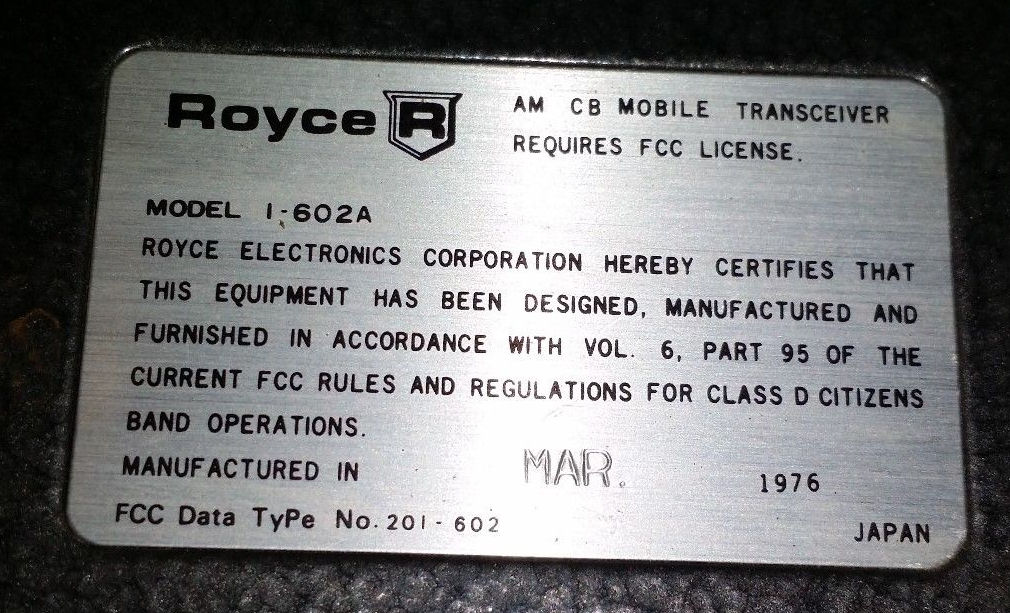 Royce R
AM CB MOBILE TRANSCEIVER
REQUIRES FCC LICENSE.
MODEL 1-602A
ROYCE ELECTRONICS CORPORATION HEREBY CERTIFIES THAT
THIS EQUIPMENT HAS BEEN DESIGNED, MANUFACTURED AND
FURNISHED IN ACCORDANCE WITH VOL. 6, PART 95 OF THE
CURRENT FCC RULES AND REGULATIONS FOR CLASS D CITIZENS
BAND OPERATIONS.
MANUFACTURED IN MAR. 1976
FCC Data TyPe No. 201-602
JAPAN